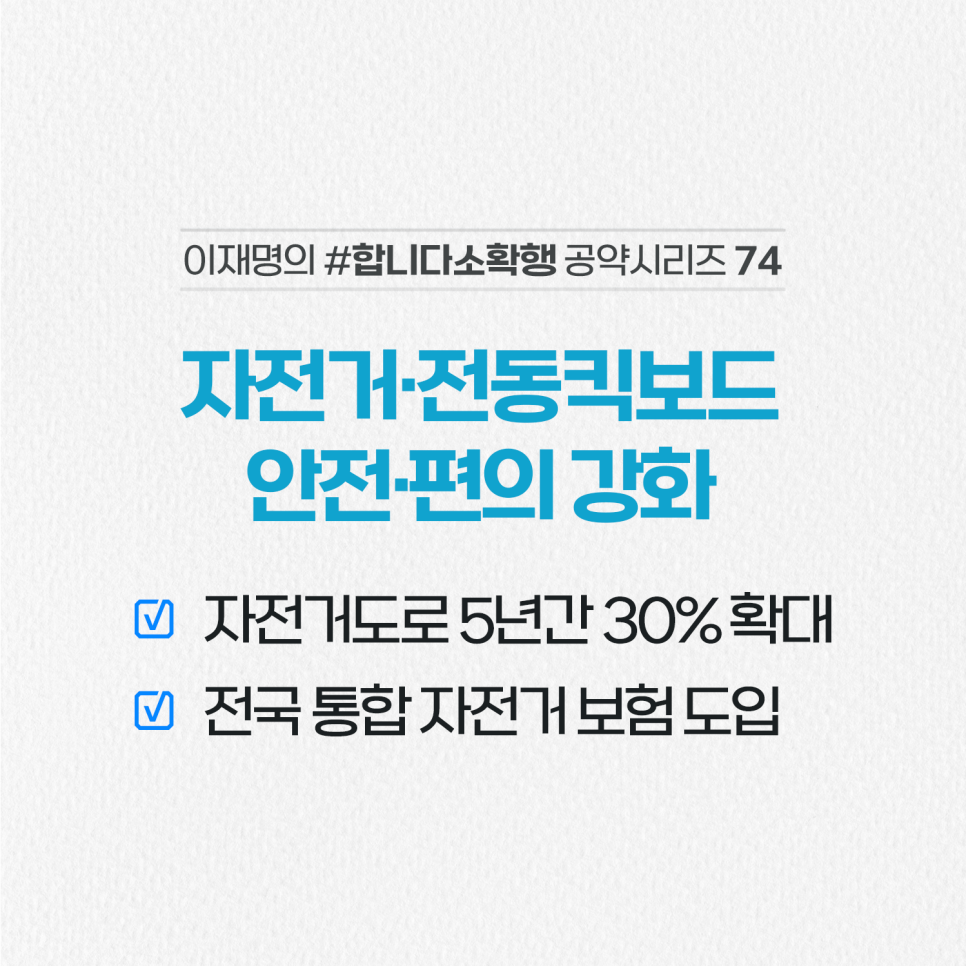 이재명의 #합니다소확행 공약시리즈 74
자전거·전동킥보드
안전·편의 강화
자전거도로 5년간 30% 확대
전국 통합 자전거 보험 도입